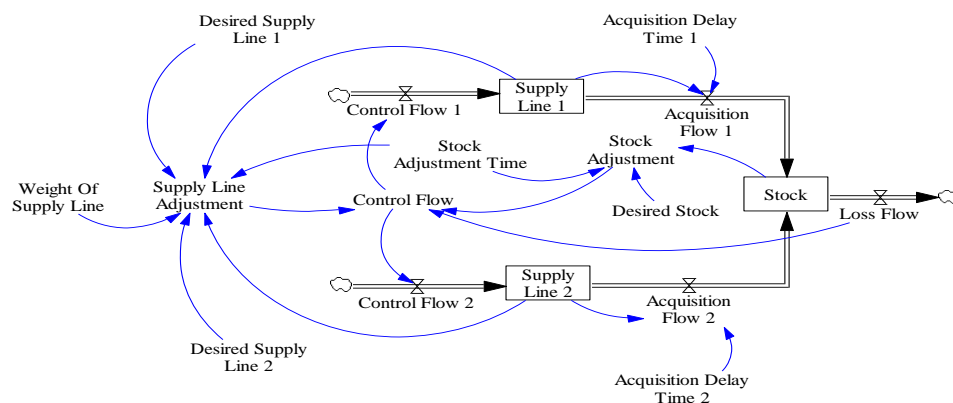 Desired Supply
Line 1
Acquisition Delay
Time 1
Supply
Line 1
Control Flow 1
Acquisition
Flow 1
Stock
Adjustment Time
Stock
Adjustment
Weight Of
Supply Line
Supply Line
Adjustment
Control Flow
Desired Stock
Stock
Loss Flow
Supply
Line 2
Control Flow 2
Acquisition
Flow 2
Desired Supply
Line 2
Acquisition Delay
Time 2